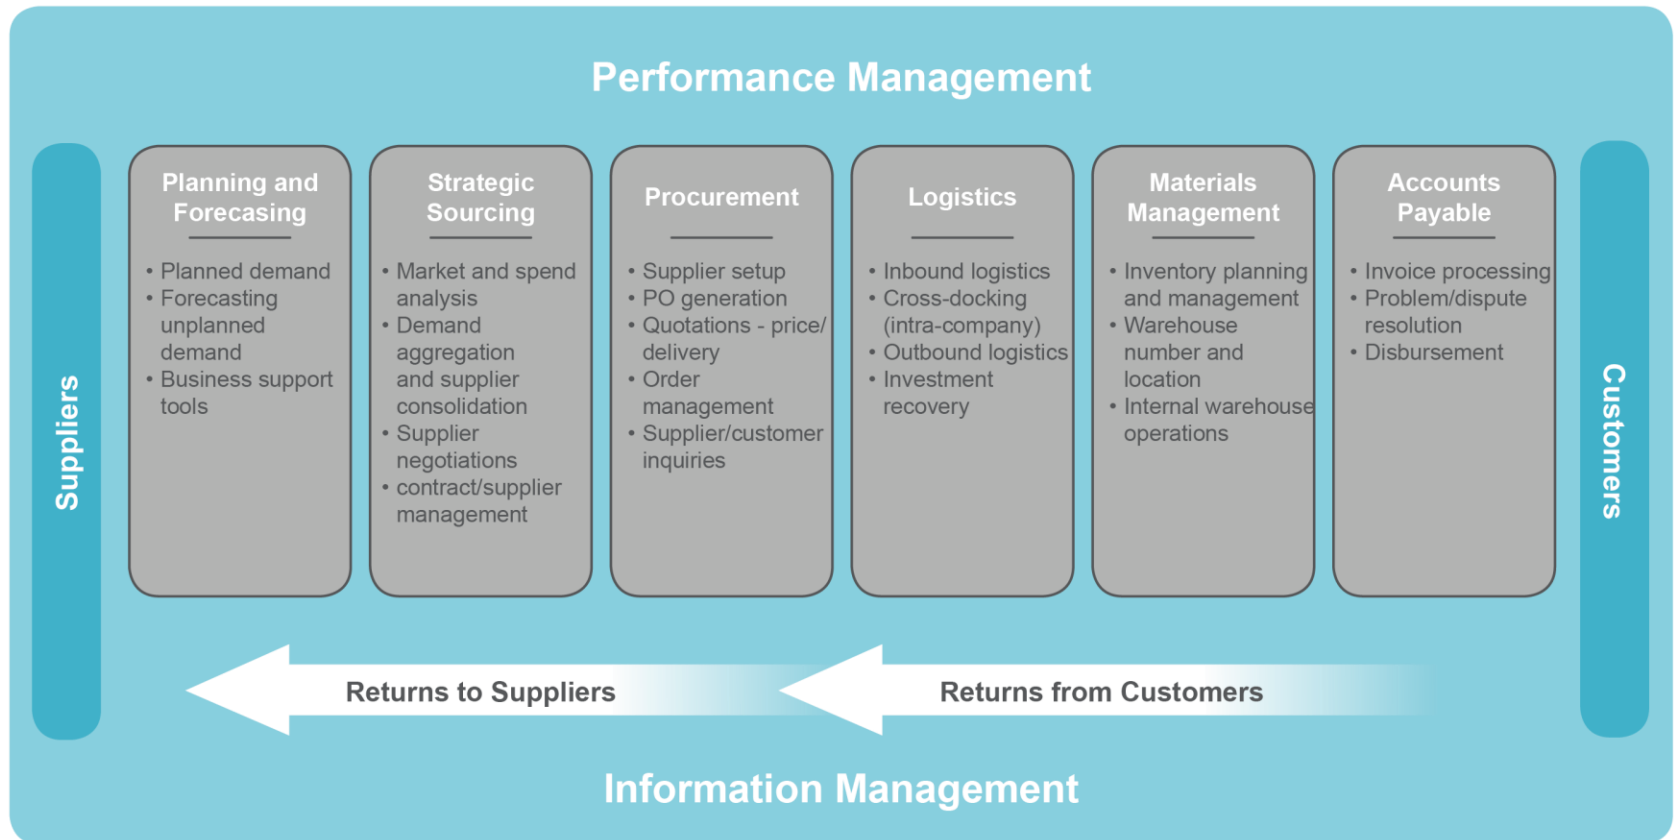 Performance Management
Suppliers
Planning and
Forecasing
• Planned demand
• Forecasting
unplanned
demand
• Business support
tools
Strategic
Sourcing
• Market and spend
analysis
• Demand
aggregation
and supplier
consolidation
• Supplier
negotiations
• contract/supplier
management
Procurement
• Supplier setup
• PO generation
• Quotations - price/
delivery
• Order
management
• Supplier/customer
inquiries
Logistics
• Inbound logistics
• Cross-docking
(intra-company)
• Outbound logistics
• Investment
recovery
Materials
Management
• Inventory planning
and management
• Warehouse
number and
location
• Internal warehouse
operations
Accounts
Payable
• Invoice processing
• Problem/dispute
resolution
• Disbursement
Customers
Returns to Suppliers
Returns from Customers
Information Management